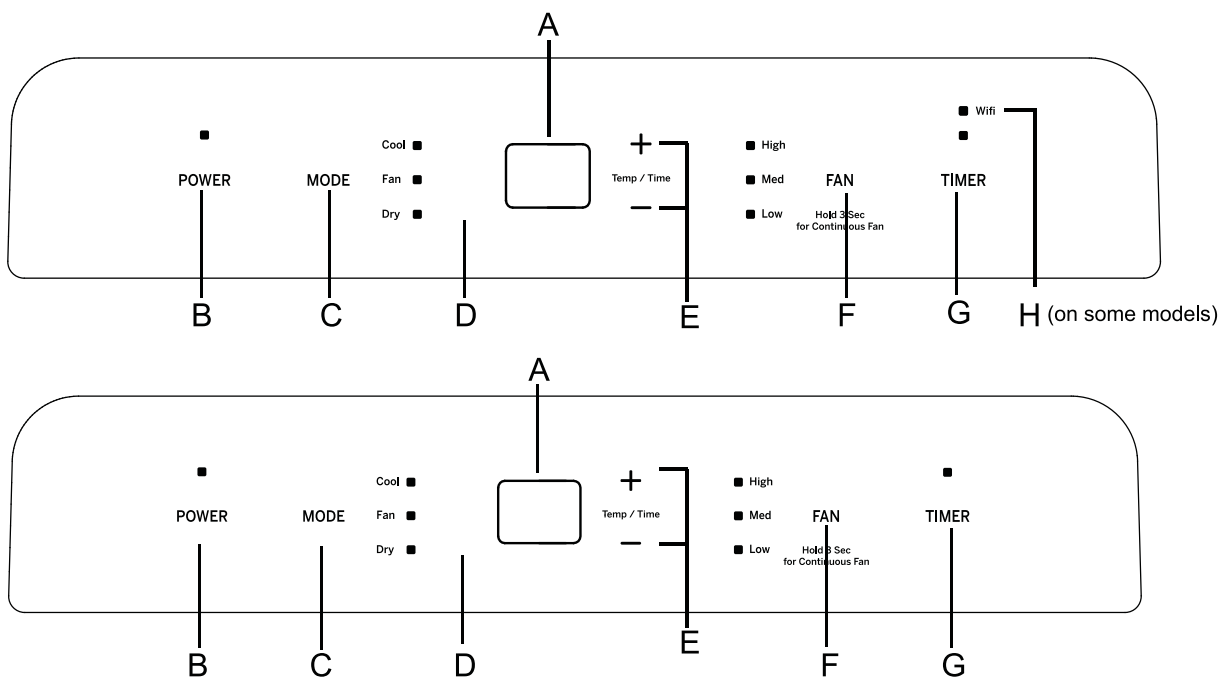 A
Wifi
Cool
+
High
POWER
MODE
Fan
Temp / Time
Med
FAN
TIMER
Dry
−
Low
Hold 3 Sec
for Continuous Fan
B
C
D
E
F
G
H (on some models)
A
Cool
+
High
POWER
MODE
Fan
Temp / Time
Med
FAN
TIMER
Dry
−
Low
Hold 3 Sec
for Continuous Fan
B
C
D
E
F
G